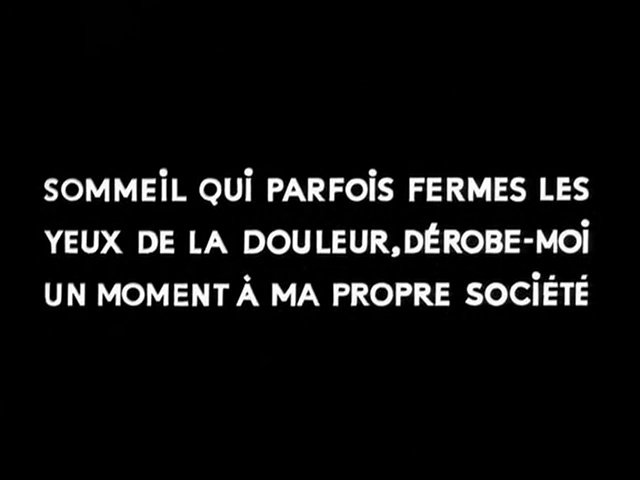 SOMMEiL QUi PARFOiS FERMES LES
YEUX DE LA DOULEUR, DÉROBE-MOi
UN MOMENT À MA PROPRE SOCiÉTÉ